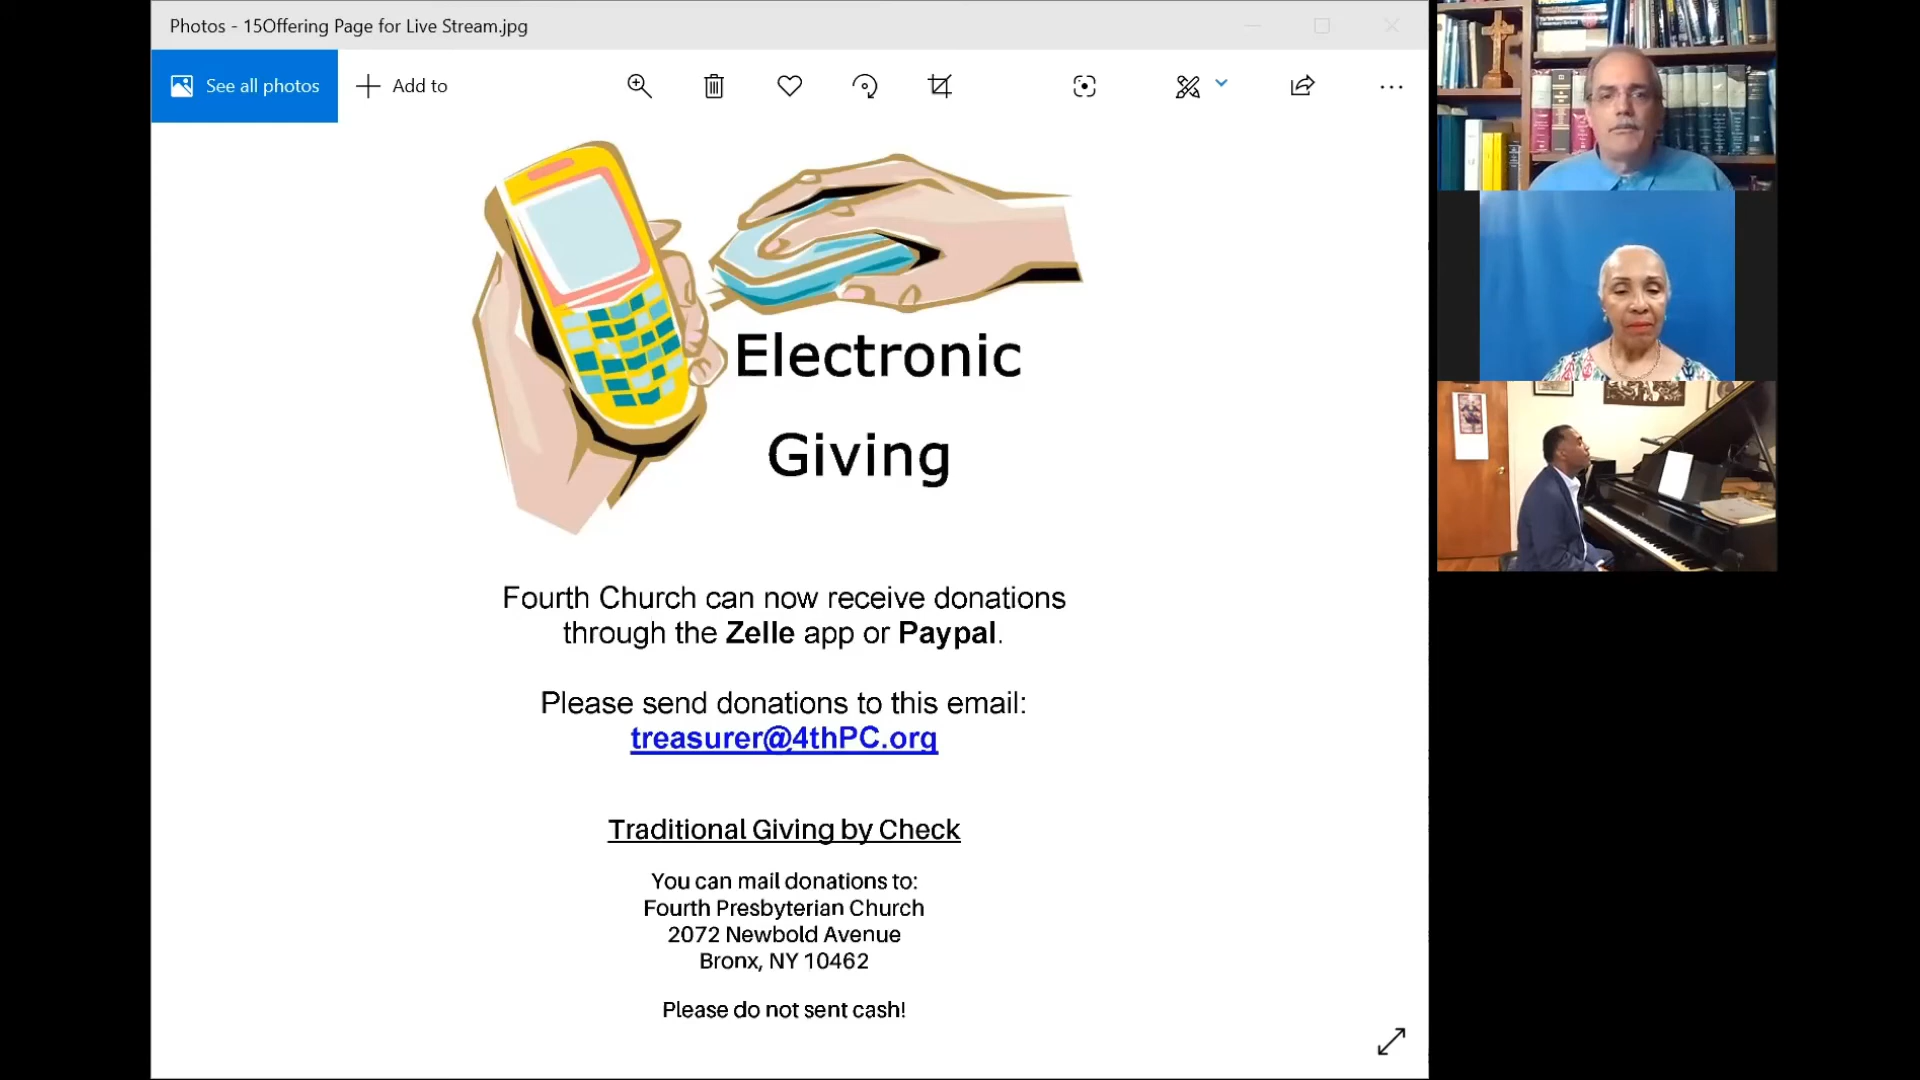 Photos - 15Offering Page for Live Stream.jpg
See all photos
Add to
Electronic
Giving
Fourth Church can now receive donations
through the Zelle app or Paypal.
Please send donations to this email:
treasurer@4thPC.org
Traditional Giving by Check
You can mail donations to:
Fourth Presbyterian Church
2072 Newbold Avenue
Bronx, NY 10462
Please do not sent cash!